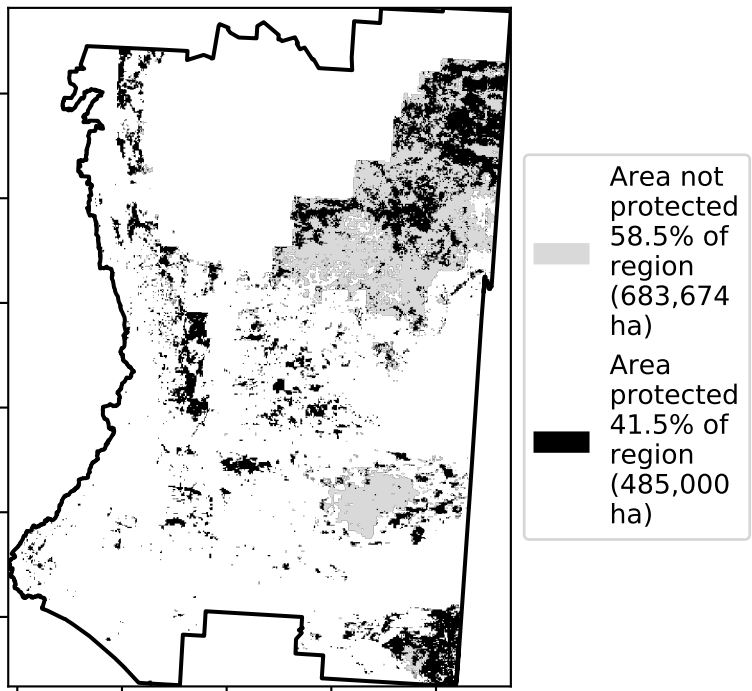 Area not
protected
58.5% of
region
(683,674
ha)
Area
protected
41.5% of
region
(485,000
ha)